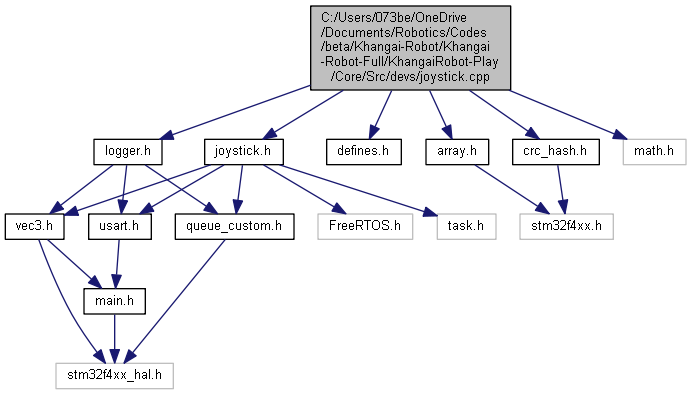 C:/Users/073be/OneDrive
/Documents/Robotics/Codes
/beta/Khangai-Robot/Khangai
-Robot-Full/KhangaiRobot-Play
/Core/Src/devs/joystick.cpp
logger.h
joystick.h
defines.h
array.h
crc_hash.h
math.h
vec3.h
usart.h
queue_custom.h
FreeRTOS.h
task.h
stm32f4xx.h
main.h
stm32f4xx_hal.h